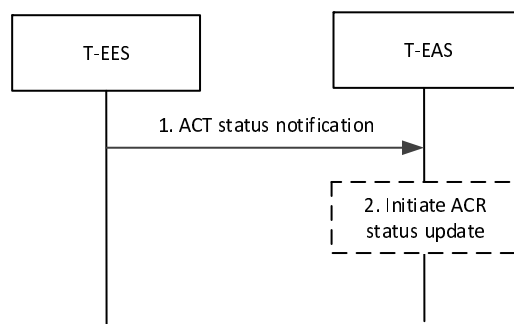 T-EES
T-EAS
1. ACT status notification
2. Initiate ACR
status update